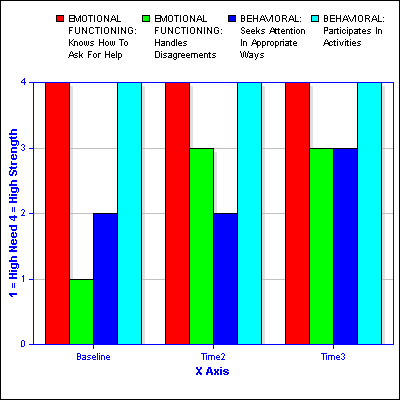 EMOTIONAL
FUNCTIONING:
Knows How To
Ask For Help
EMOTIONAL
FUNCTIONING:
Handles
Disagreements
BEHAVIORAL:
Seeks Attention
In Appropriate
Ways
BEHAVIORAL:
Participates In
Activities
1 = High Need 4 = High Strength
4
3
2
1
0
Baseline
Time2
Time3
X Axis